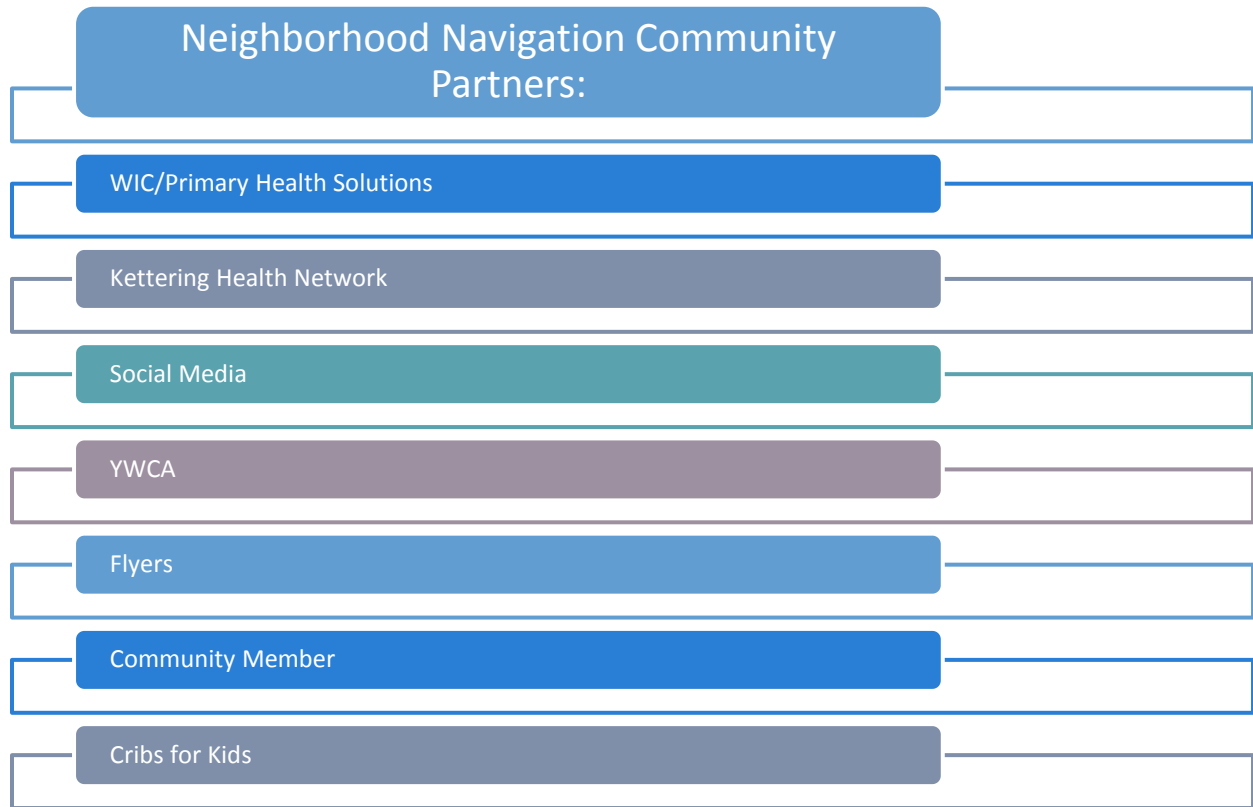 Neighborhood Navigation Community
Partners:
WIC/Primary Health Solutions
Kettering Health Network
Social Media
YWCA
Flyers
Community Member
Cribs for Kids